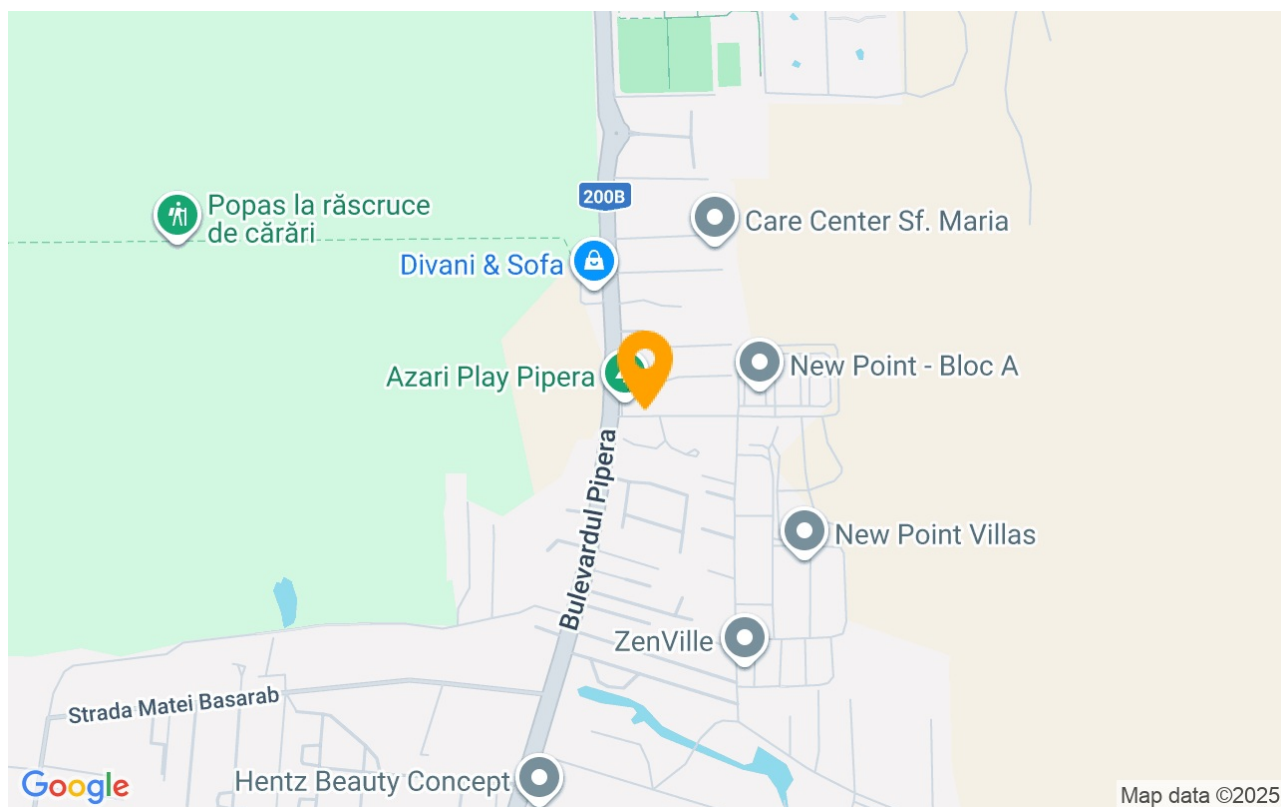 200B
Popas la răscruce
de cărări
Care Center Sf. Maria
Divani & Sofa
Azari Play Pipera
New Point - Bloc A
Bulevardul Pipera
New Point Villas
ZenVille
Strada Matei Basarab
Hentz Beauty Concept
Google
Map data ©2025